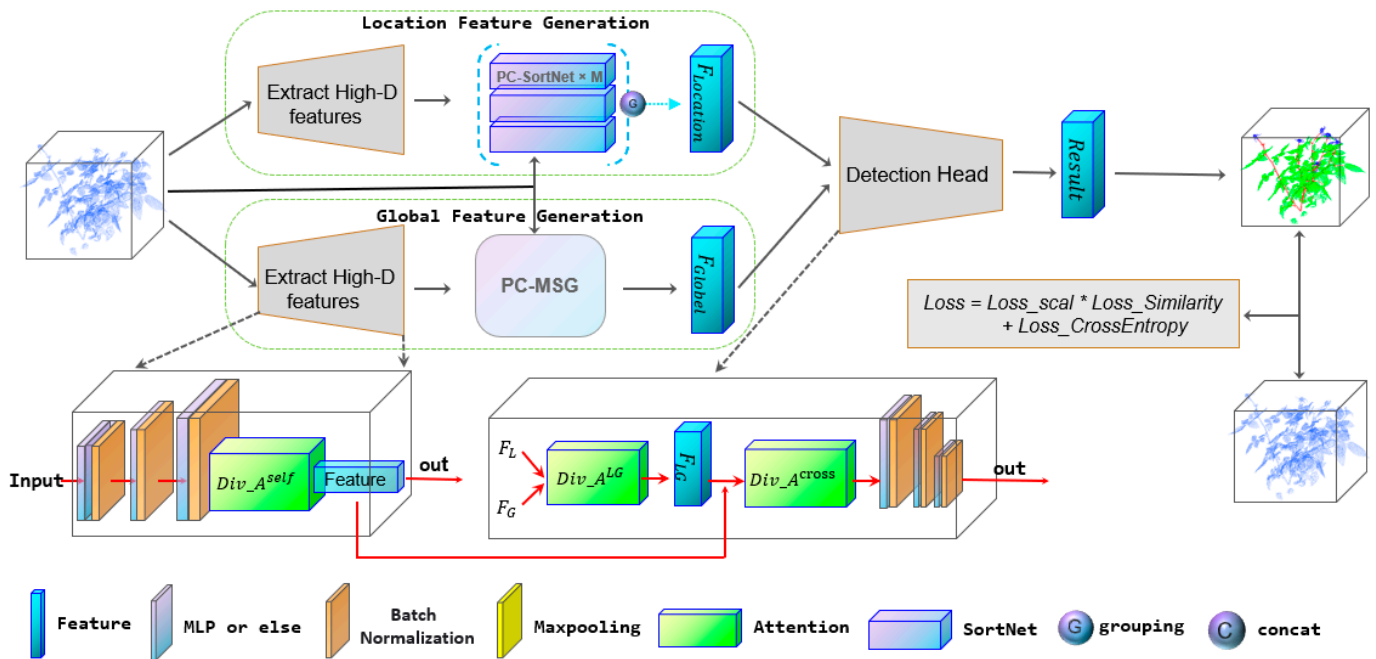 Location Feature Generation
Extract High-D
features
PC-SortNet × M
G
F_Location
Global Feature Generation
Extract High-D
features
PC-MSG
F_Globel
Detection Head
Result
Loss = Loss_scal * Loss_Similarity
+ Loss_CrossEntropy
Input
Div_A^self
Feature
out
F_L
F_G
Div_A^LG
F_LG
Div_A^cross
out
Feature
MLP or else
Batch
Normalization
Maxpooling
Attention
SortNet
G
grouping
C
concat